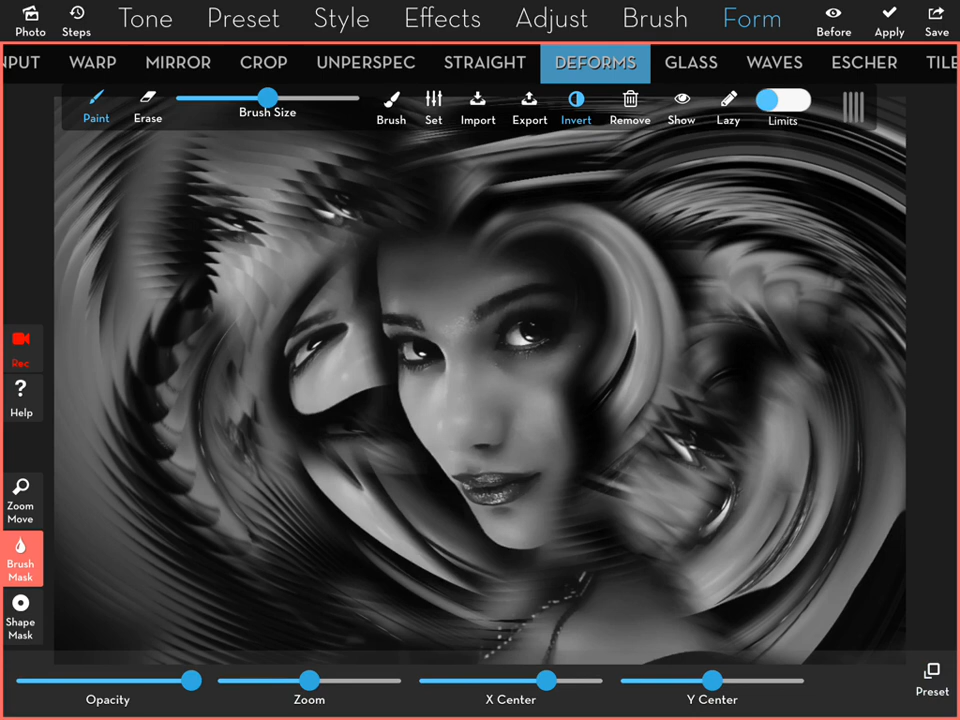 Photo
Steps
Tone
Preset
Style
Effects
Adjust
Brush
Form
Before
Apply
Save
NPUT
WARP
MIRROR
CROP
UNPERSPEC
STRAIGHT
DEFORMS
GLASS
WAVES
ESCHER
TILE
Paint
Erase
Brush Size
Brush
Set
Import
Export
Invert
Remove
Show
Lazy
Limits
Rec
?
Help
Zoom
Move
Brush
Mask
Shape
Mask
Opacity
Zoom
X Center
Y Center
Preset